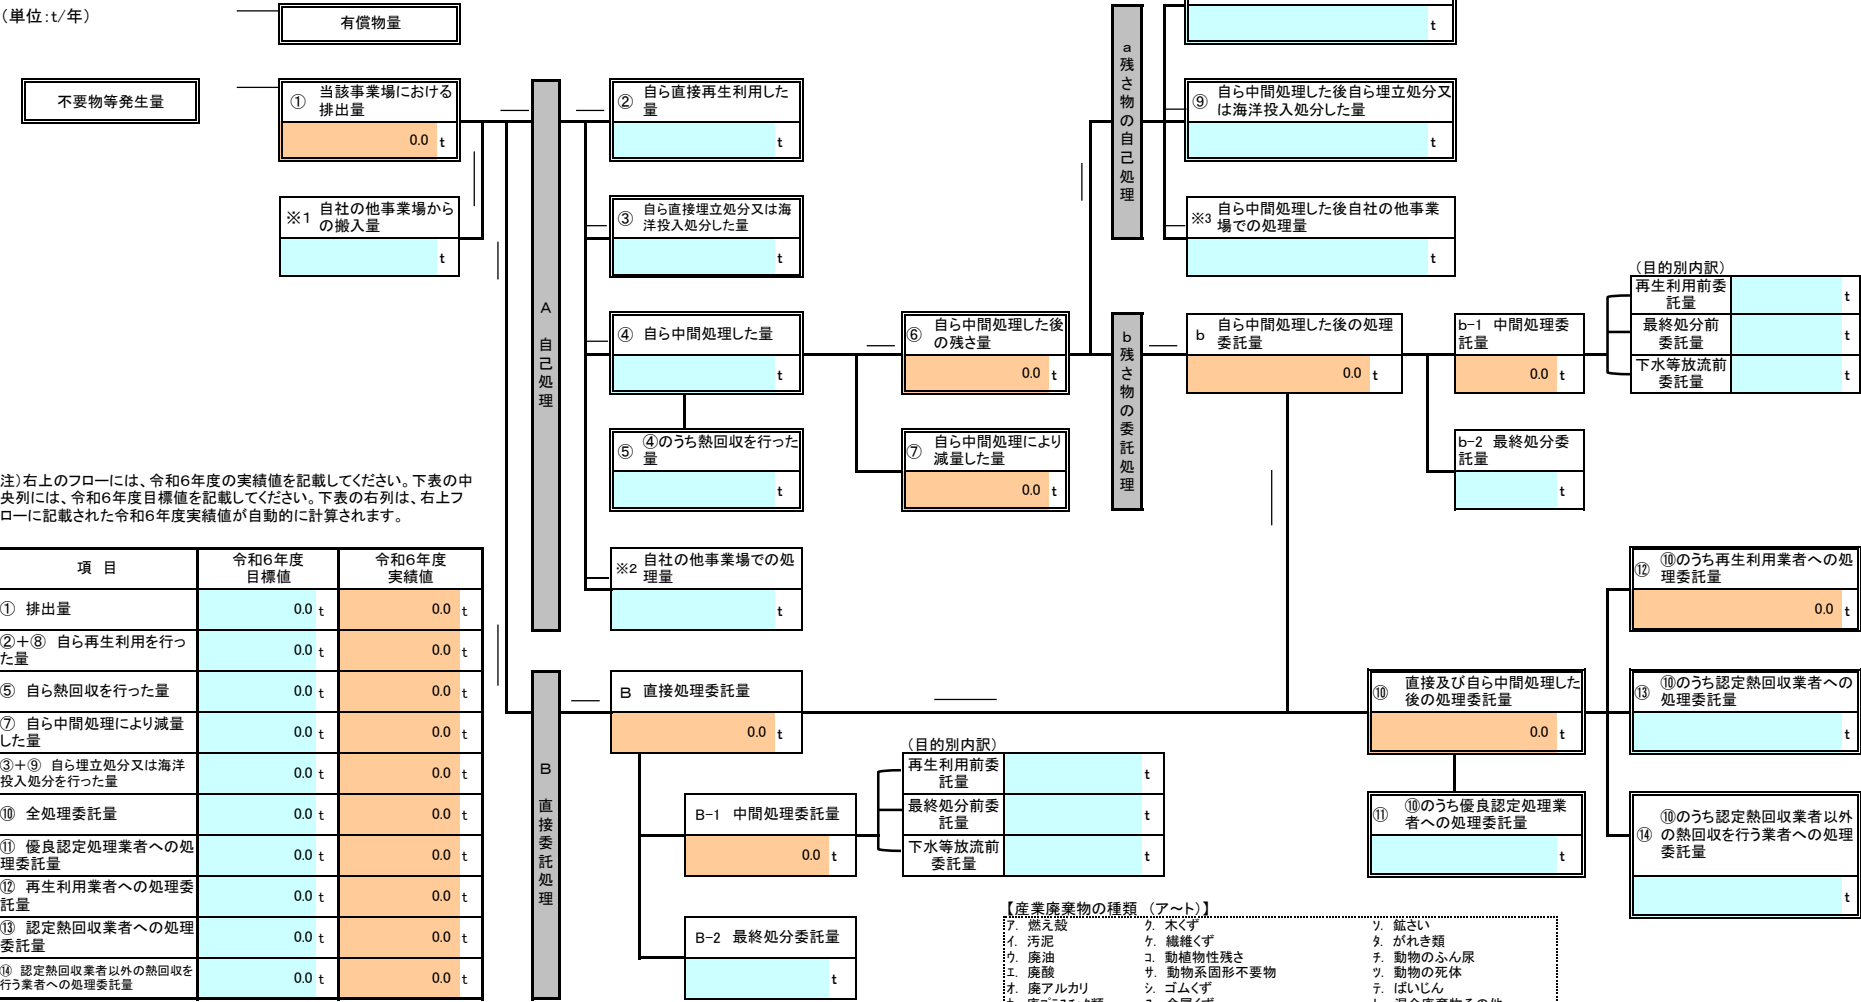 （単位:t/年）
有償物量
t
不要物等発生量
① 当該事業場における
排出量
0.0 t
※1 自社の他事業場から
の搬入量
t
A 自己処理
② 自ら直接再生利用した
量
t
③ 自ら直接埋立処分又は海
洋投入処分した量
t
④ 自ら中間処理した量
t
⑤ ④のうち熱回収を行った
量
t
※2 自社の他事業場での処
理量
t
⑥ 自ら中間処理した後
の残さ量
0.0 t
⑦ 自ら中間処理により
減量した量
0.0 t
a 残さ物の自己処理
⑨ 自ら中間処理した後自ら埋立処分又
は海洋投入処分した量
t
※3 自ら中間処理した後自社の他事業
場での処理量
t
b 残さ物の委託処理
b 自ら中間処理した後の処理
委託量
0.0 t
b-1 中間処理委
託量
0.0 t
b-2 最終処分委
託量
t
（目的別内訳）
再生利用前委
託量
t
最終処分前
委託量
t
下水等放流前
委託量
t
注）右上のフローには、令和6年度の実績値を記載してください。下表の中
央列には、令和6年度目標値を記載してください。下表の右列は、右上フ
ローに記載された令和6年度実績値が自動的に計算されます。
項 目 令和6年度
目標値 令和6年度
実績値
① 排出量 0.0 t 0.0 t
②＋⑧ 自ら再生利用を行っ
た量 0.0 t 0.0 t
⑤ 自ら熱回収を行った量 0.0 t 0.0 t
⑦ 自ら中間処理により減量
した量 0.0 t 0.0 t
③＋⑨ 自ら埋立処分又は海洋
投入処分を行った量 0.0 t 0.0 t
⑩ 全処理委託量 0.0 t 0.0 t
⑪ 優良認定処理業者への処
理委託量 0.0 t 0.0 t
⑫ 再生利用業者への処理委
託量 0.0 t 0.0 t
⑬ 認定熱回収業者への処理
委託量 0.0 t 0.0 t
⑭ 認定熱回収業者以外の熱回収を
行う業者への処理委託量 0.0 t 0.0 t
B 直接委託処理
B 直接処理委託量
0.0 t
B-1 中間処理委託量
0.0 t
B-2 最終処分委託量
t
（目的別内訳）
再生利用前委
託量
t
最終処分前委
託量
t
下水等放流前
委託量
t
⑩ 直接及び自ら中間処理した
後の処理委託量
0.0 t
⑪ ⑩のうち優良認定処理業
者への処理委託量
t
⑫ ⑩のうち再生利用業者への処
理委託量
0.0 t
⑬ ⑩のうち認定熱回収業者への
処理委託量
t
⑭ ⑩のうち認定熱回収業者以外
の熱回収を行う業者への処理
委託量
t
【産業廃棄物の種類 （ア～ト）】
ア. 燃え殻 ク. 木くず ソ. 鉱さい
イ. 汚泥 ケ. 繊維くず タ. がれき類
ウ. 廃油 コ. 動植物性残さ チ. 動物のふん尿
エ. 廃酸 サ. 動物系固形不要物 ツ. 動物の死体
オ. 廃アルカリ シ. ゴムくず テ. ばいじん